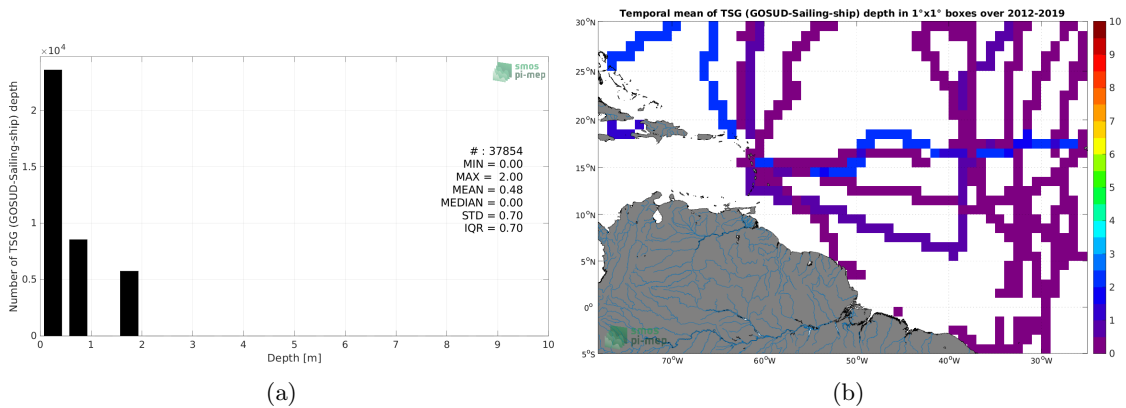 ×10⁴
2
1.5
1
0.5
0
Number of TSG (GOSUD-Sailing-ship) depth
smos
pi-mep
# : 37854
MIN = 0.00
MAX = 2.00
MEAN = 0.48
MEDIAN = 0.00
STD = 0.70
IQR = 0.70
0 1 2 3 4 5 6 7 8 9 10
Depth [m]
(a)
Temporal mean of TSG (GOSUD-Sailing-ship) depth in 1°x1° boxes over 2012-2019
30°N
25°N
20°N
15°N
10°N
5°N
0°
5°S
70°W 60°W 50°W 40°W 30°W
smos
pi-mep
10
9
8
7
6
5
4
3
2
1
0
(b)